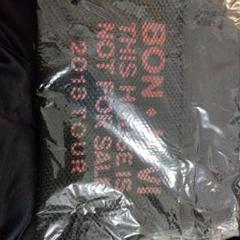 BON JOVI
THIS HOUSE IS
NOT FOR SALE
2018 TOUR